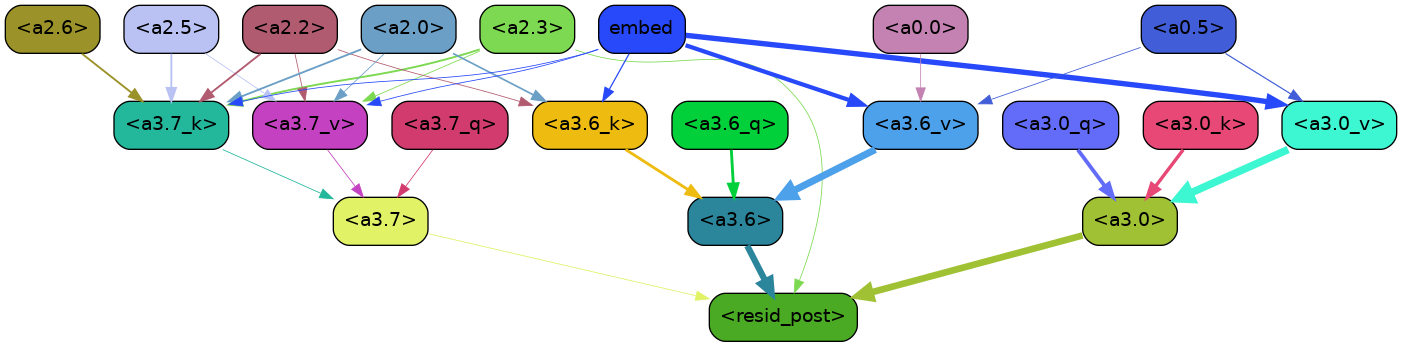 <a2.6> <a2.5> <a2.2> <a2.0> <a2.3> embed <a0.0> <a0.5>
<a3.7_k> <a3.7_v> <a3.7_q> <a3.6_k> <a3.6_q> <a3.6_v> <a3.0_q> <a3.0_k> <a3.0_v>
<a3.7> <a3.6> <a3.0>
<resid_post>